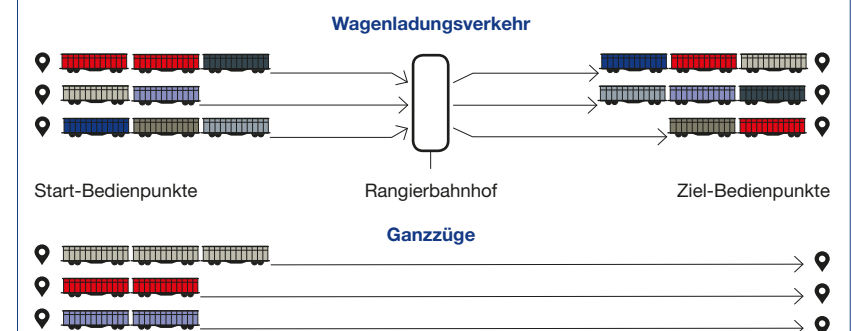 Wagenladungsverkehr
Start-Bedienpunkte
Rangierbahnhof
Ziel-Bedienpunkte
Ganzzüge